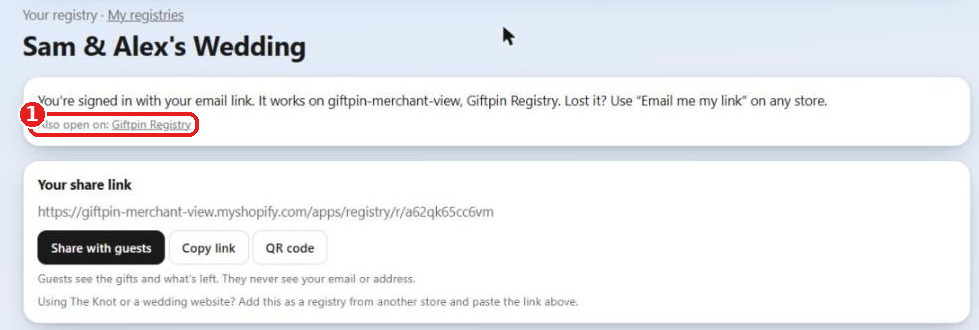 Your registry · My registries
Sam & Alex's Wedding
You're signed in with your email link. It works on giftpin-merchant-view, Giftpin Registry. Lost it? Use “Email me my link” on any store.
1
Also open on: Giftpin Registry
Your share link
https://giftpin-merchant-view.myshopify.com/apps/registry/r/a62qk65cc6vm
Share with guests Copy link QR code
Guests see the gifts and what's left. They never see your email or address.
Using The Knot or a wedding website? Add this as a registry from another store and paste the link above.